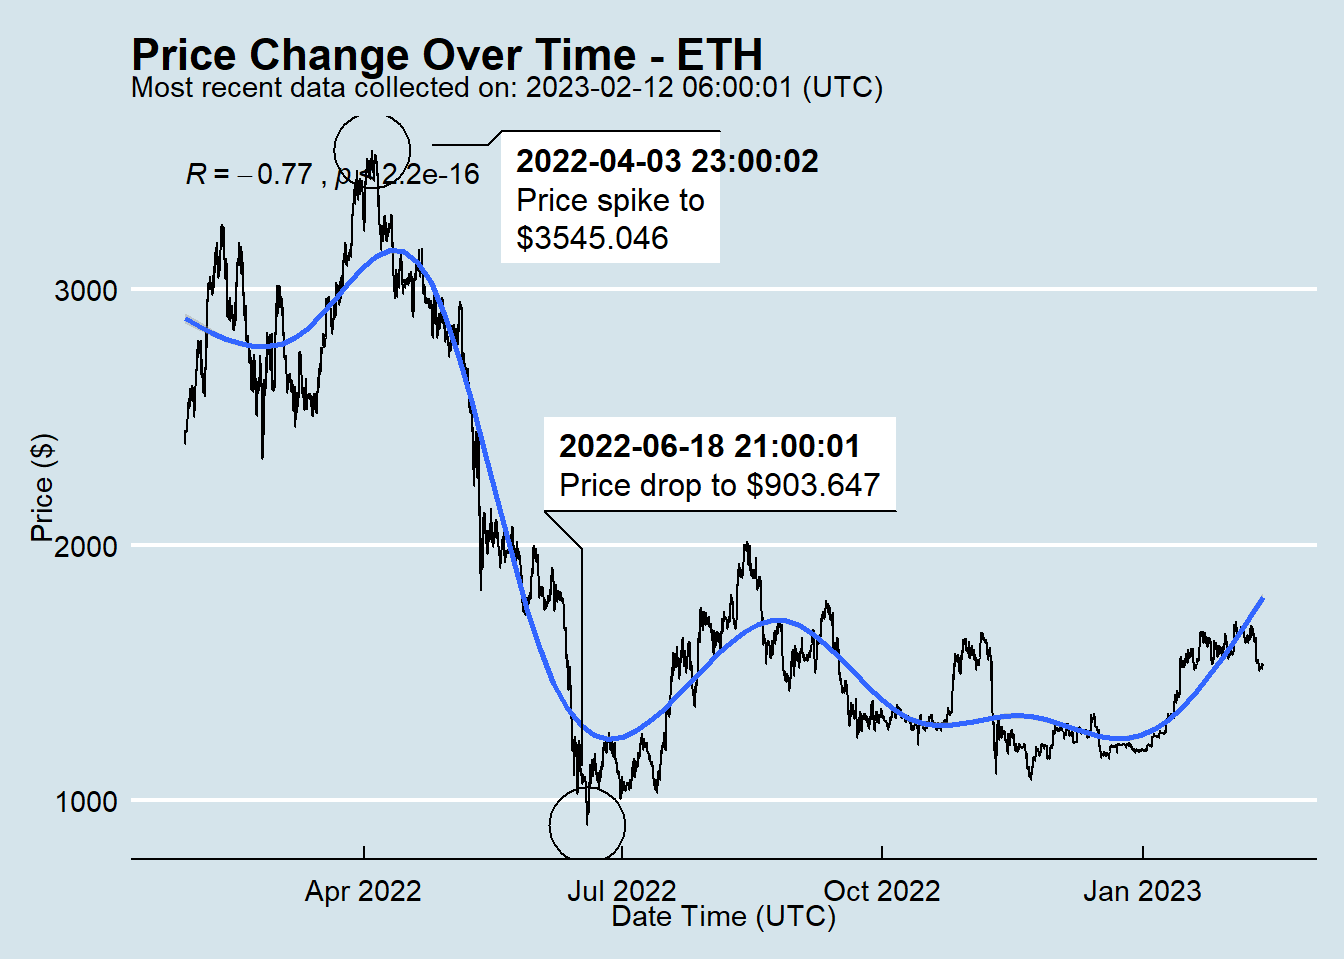 Price Change Over Time - ETH
Most recent data collected on: 2023-02-12 06:00:01 (UTC)
R = −0.77 , p < 2.2e-16
2022-04-03 23:00:02
Price spike to
$3545.046
2022-06-18 21:00:01
Price drop to $903.647
Price ($)
3000
2000
1000
Apr 2022 Jul 2022 Oct 2022 Jan 2023
Date Time (UTC)